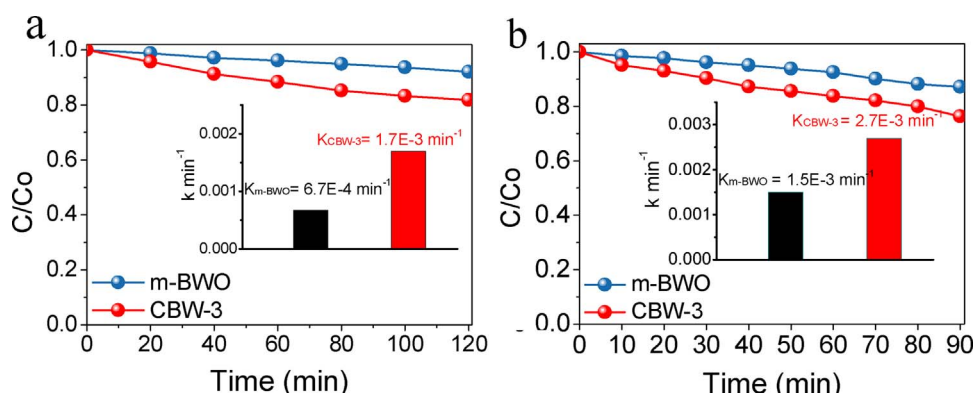 a
C/Co
1.0
0.8
0.6
0.4
0.2
0.0
0.002
0.001
0.000
k min⁻¹
KCBW-3= 1.7E-3 min⁻¹
Km-BWO= 6.7E-4 min⁻¹
m-BWO
CBW-3
0 20 40 60 80 100 120
Time (min)
b
C/Co
1.0
0.8
0.6
0.4
0.2
0.0
0.003
0.002
0.001
0.000
k min⁻¹
KCBW-3= 2.7E-3 min⁻¹
Km-BWO = 1.5E-3 min⁻¹
m-BWO
CBW-3
0 10 20 30 40 50 60 70 80 90
Time (min)